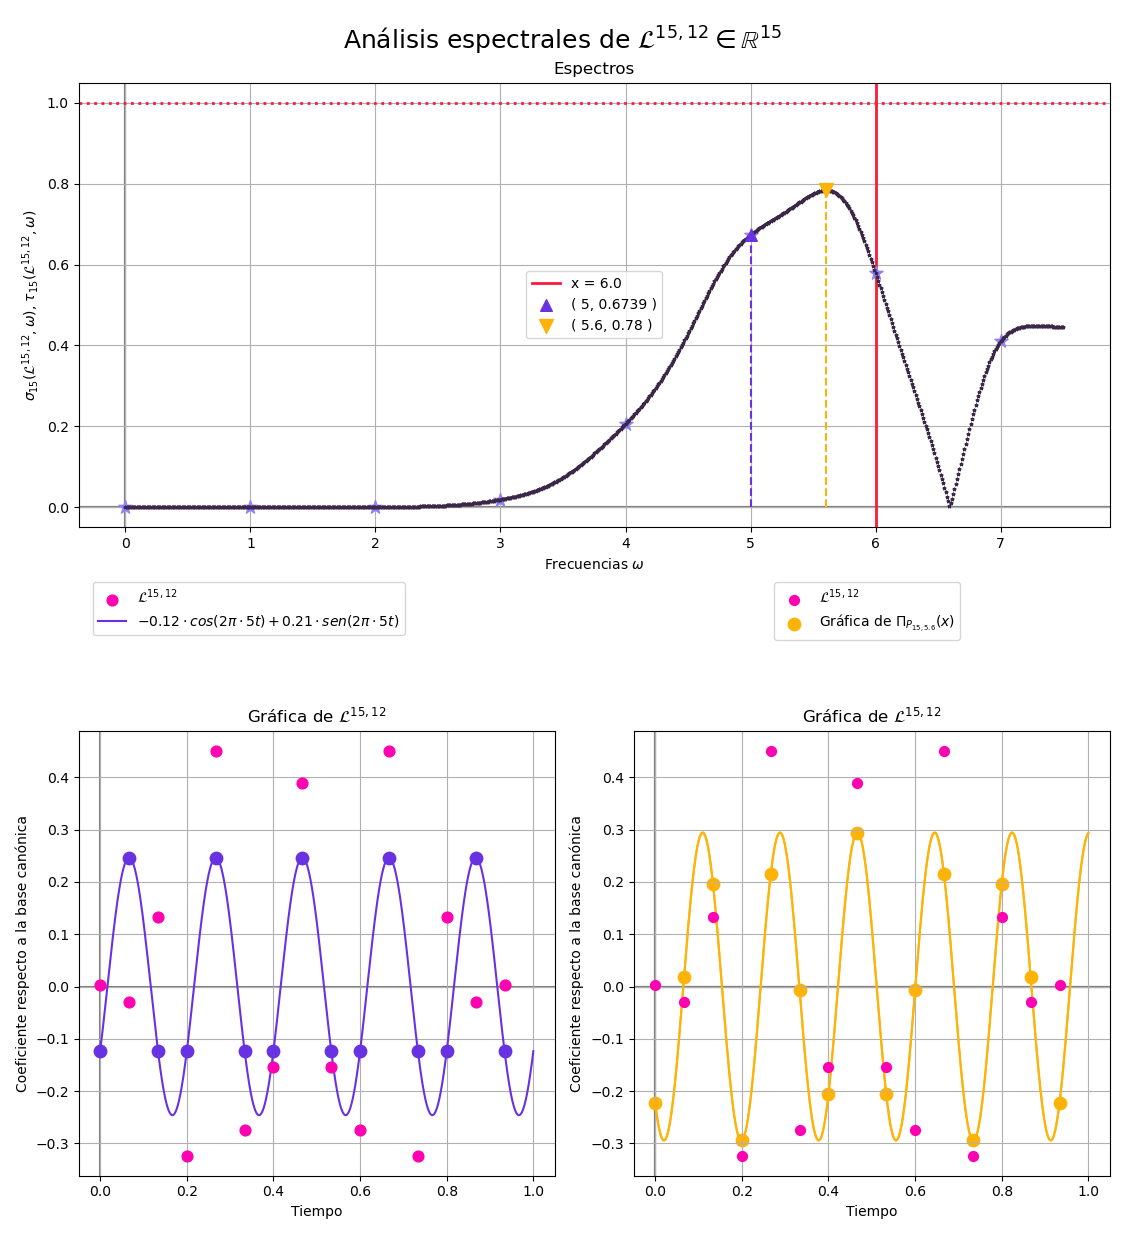 Análisis espectrales de 𝓛^{15,12} ∈ ℝ^{15}
Espectros
σ_{15}(𝓛^{15,12}, ω), τ_{15}(𝓛^{15,12}, ω)
1.0
0.8
0.6
0.4
0.2
0.0
x = 6.0
( 5, 0.6739 )
( 5.6, 0.78 )
0 1 2 3 4 5 6 7
Frecuencias ω
𝓛^{15,12}
−0.12 · cos(2π · 5t) + 0.21 · sen(2π · 5t)
𝓛^{15,12}
Gráfica de Π_{P_{15,5.6}}(x)
Gráfica de 𝓛^{15,12}
Coeficiente respecto a la base canónica
0.4
0.3
0.2
0.1
0.0
−0.1
−0.2
−0.3
0.0 0.2 0.4 0.6 0.8 1.0
Tiempo
Gráfica de 𝓛^{15,12}
Coeficiente respecto a la base canónica
0.4
0.3
0.2
0.1
0.0
−0.1
−0.2
−0.3
0.0 0.2 0.4 0.6 0.8 1.0
Tiempo